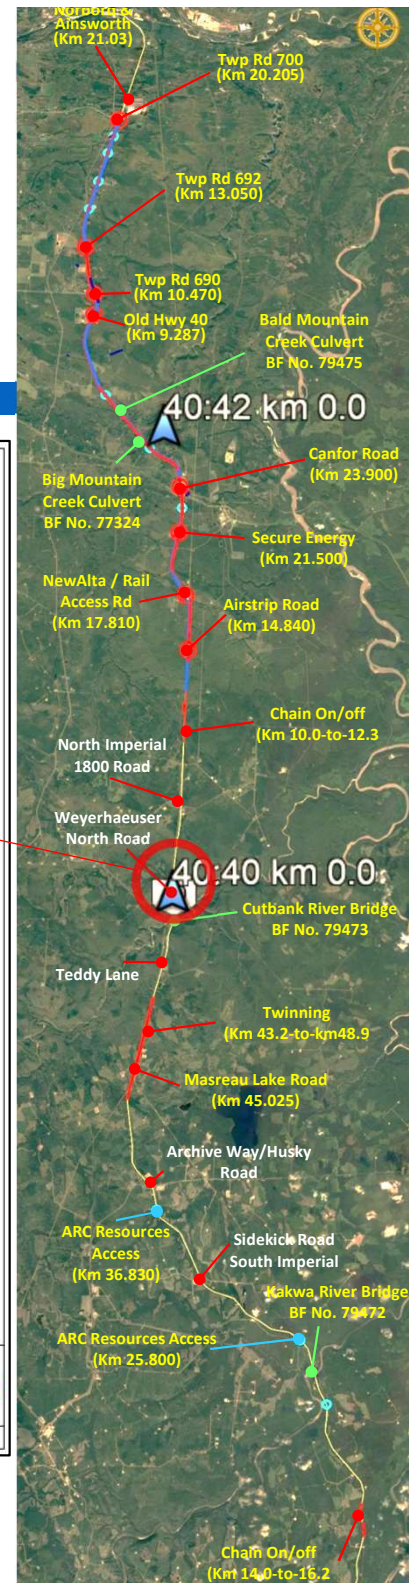 Norbord &
Ainsworth
(Km 21.03)
Twp Rd 700
(Km 20.205)
Twp Rd 692
(Km 13.050)
Twp Rd 690
(Km 10.470)
Old Hwy 40
(Km 9.287)
Bald Mountain
Creek Culvert
BF No. 79475
40:42 km 0.0
Big Mountain
Creek Culvert
BF No. 77324
Canfor Road
(Km 23.900)
Secure Energy
(Km 21.500)
NewAlta / Rail
Access Rd
(Km 17.810)
Airstrip Road
(Km 14.840)
Chain On/off
(Km 10.0-to-12.3
North Imperial
1800 Road
Weyerhaeuser
North Road
40:40 km 0.0
Cutbank River Bridge
BF No. 79473
Teddy Lane
Twinning
(Km 43.2-to-km48.9
Masreau Lake Road
(Km 45.025)
Archive Way/Husky
Road
ARC Resources
Access
(Km 36.830)
Sidekick Road
South Imperial
Kakwa River Bridge
BF No. 79472
ARC Resources Access
(Km 25.800)
Chain On/off
(Km 14.0-to-16.2